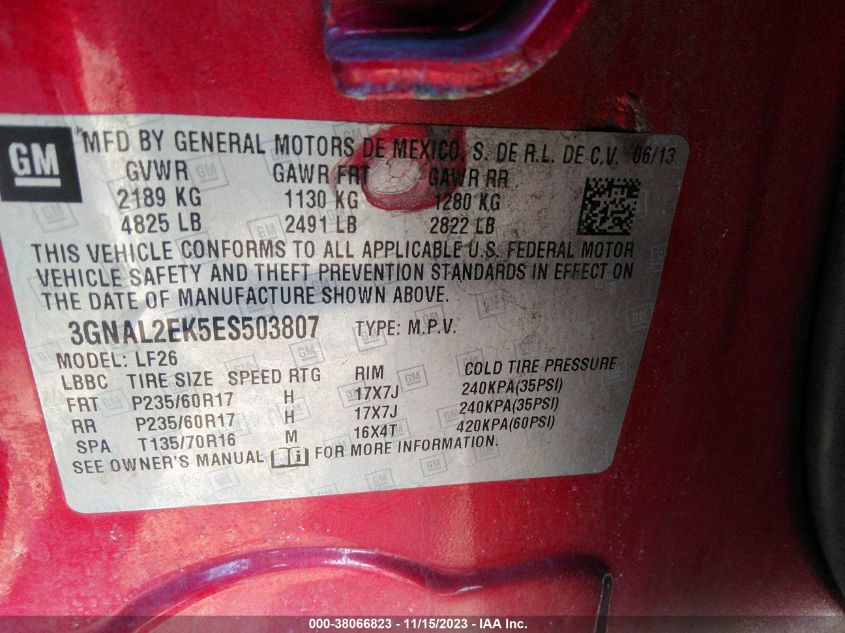 GM MFD BY GENERAL MOTORS DE MEXICO, S. DE R.L. DE C.V. 06/13
GVWR GAWR FRT GAWR RR
2189 KG 1130 KG 1280 KG
4825 LB 2491 LB 2822 LB
THIS VEHICLE CONFORMS TO ALL APPLICABLE U.S. FEDERAL MOTOR
VEHICLE SAFETY AND THEFT PREVENTION STANDARDS IN EFFECT ON
THE DATE OF MANUFACTURE SHOWN ABOVE.
3GNAL2EK5ES503807 TYPE: M.P.V.
MODEL: LF26
LBBC TIRE SIZE SPEED RTG RIM COLD TIRE PRESSURE
FRT P235/60R17 H 17X7J 240KPA(35PSI)
RR P235/60R17 H 17X7J 240KPA(35PSI)
SPA T135/70R16 M 16X4T 420KPA(60PSI)
SEE OWNER'S MANUAL FOR MORE INFORMATION.
000-38066823 - 11/15/2023 - IAA Inc.